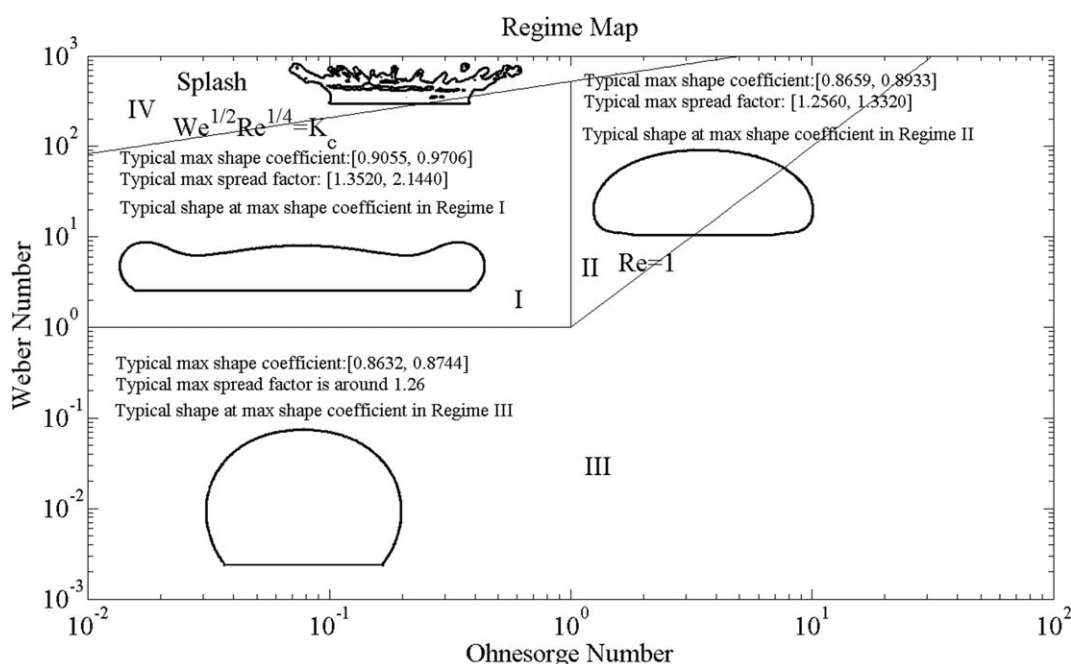 Regime Map
10^3
Splash
IV
We^{1/2}Re^{1/4}=K_c
Typical max shape coefficient:[0.8659, 0.8933]
Typical max spread factor: [1.2560, 1.3320]
Typical shape at max shape coefficient in Regime II
10^2
Typical max shape coefficient:[0.9055, 0.9706]
Typical max spread factor: [1.3520, 2.1440]
Typical shape at max shape coefficient in Regime I
10^1
II
Re=1
I
10^0
Weber Number
Typical max shape coefficient:[0.8632, 0.8744]
Typical max spread factor is around 1.26
Typical shape at max shape coefficient in Regime III
10^{-1}
III
10^{-2}
10^{-3}
10^{-2}
10^{-1}
10^0
10^1
10^2
Ohnesorge Number